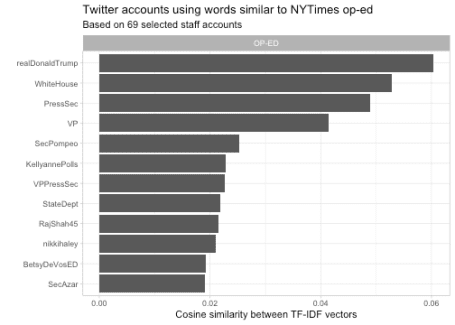 Twitter accounts using words similar to NYTimes op-ed
Based on 69 selected staff accounts
OP-ED
realDonaldTrump
WhiteHouse
PressSec
VP
SecPompeo
KellyannePolls
VPPressSec
StateDept
RajShah45
nikkihaley
BetsyDeVosED
SecAzar
0.00 0.02 0.04 0.06
Cosine similarity between TF-IDF vectors